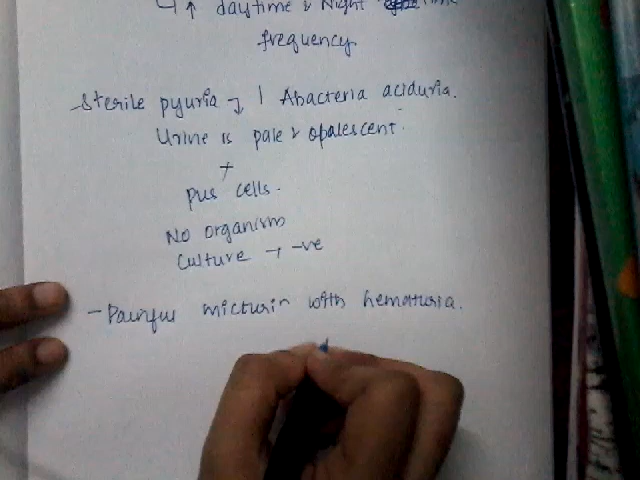 ↳ ↑ daytime & Night time
frequency
- Sterile pyuria → | Abacteria aciduria.
Urine is pale & opalescent.
+
pus cells.
No organism
Culture → -ve
- Painful micturin with hematuria.